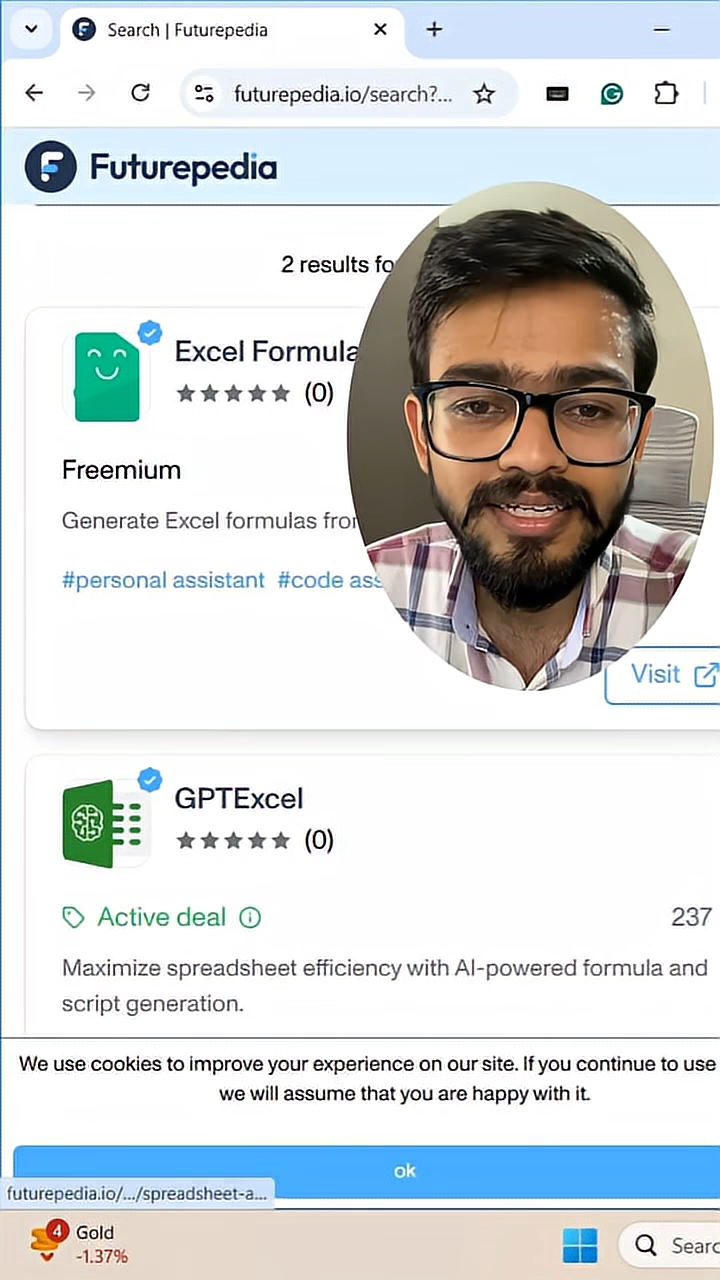 Search | Futurepedia
futurepedia.io/search?...
Futurepedia
2 results fo
Excel Formula
(0)
Freemium
Generate Excel formulas from
#personal assistant #code ass
Visit
GPTExcel
(0)
Active deal
237
Maximize spreadsheet efficiency with AI-powered formula and
script generation.
We use cookies to improve your experience on our site. If you continue to use
we will assume that you are happy with it.
ok
futurepedia.io/.../spreadsheet-a...
4
Gold
-1.37%
Searc